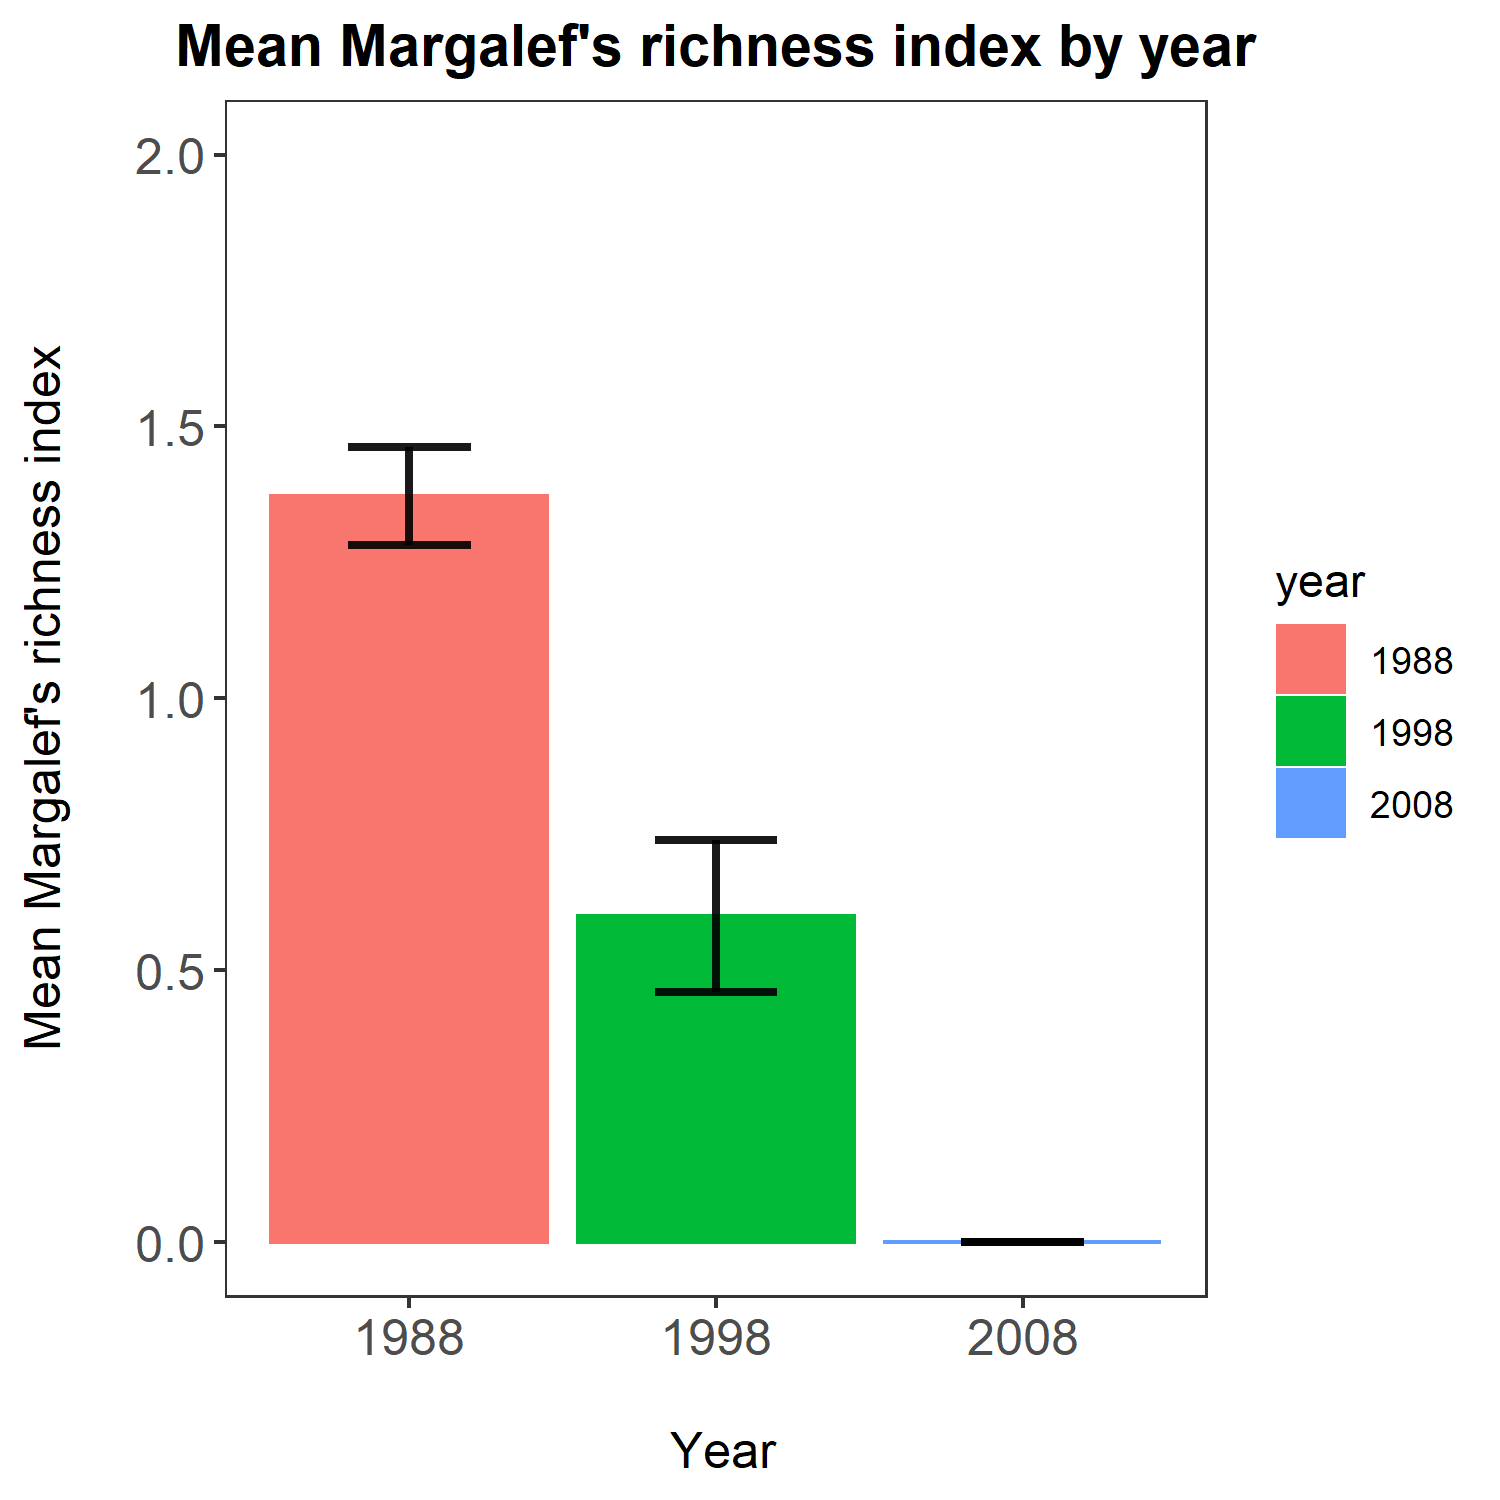 Mean Margalef's richness index by year
Mean Margalef's richness index
2.0
1.5
1.0
0.5
0.0
1988
1998
2008
Year
year
1988
1998
2008